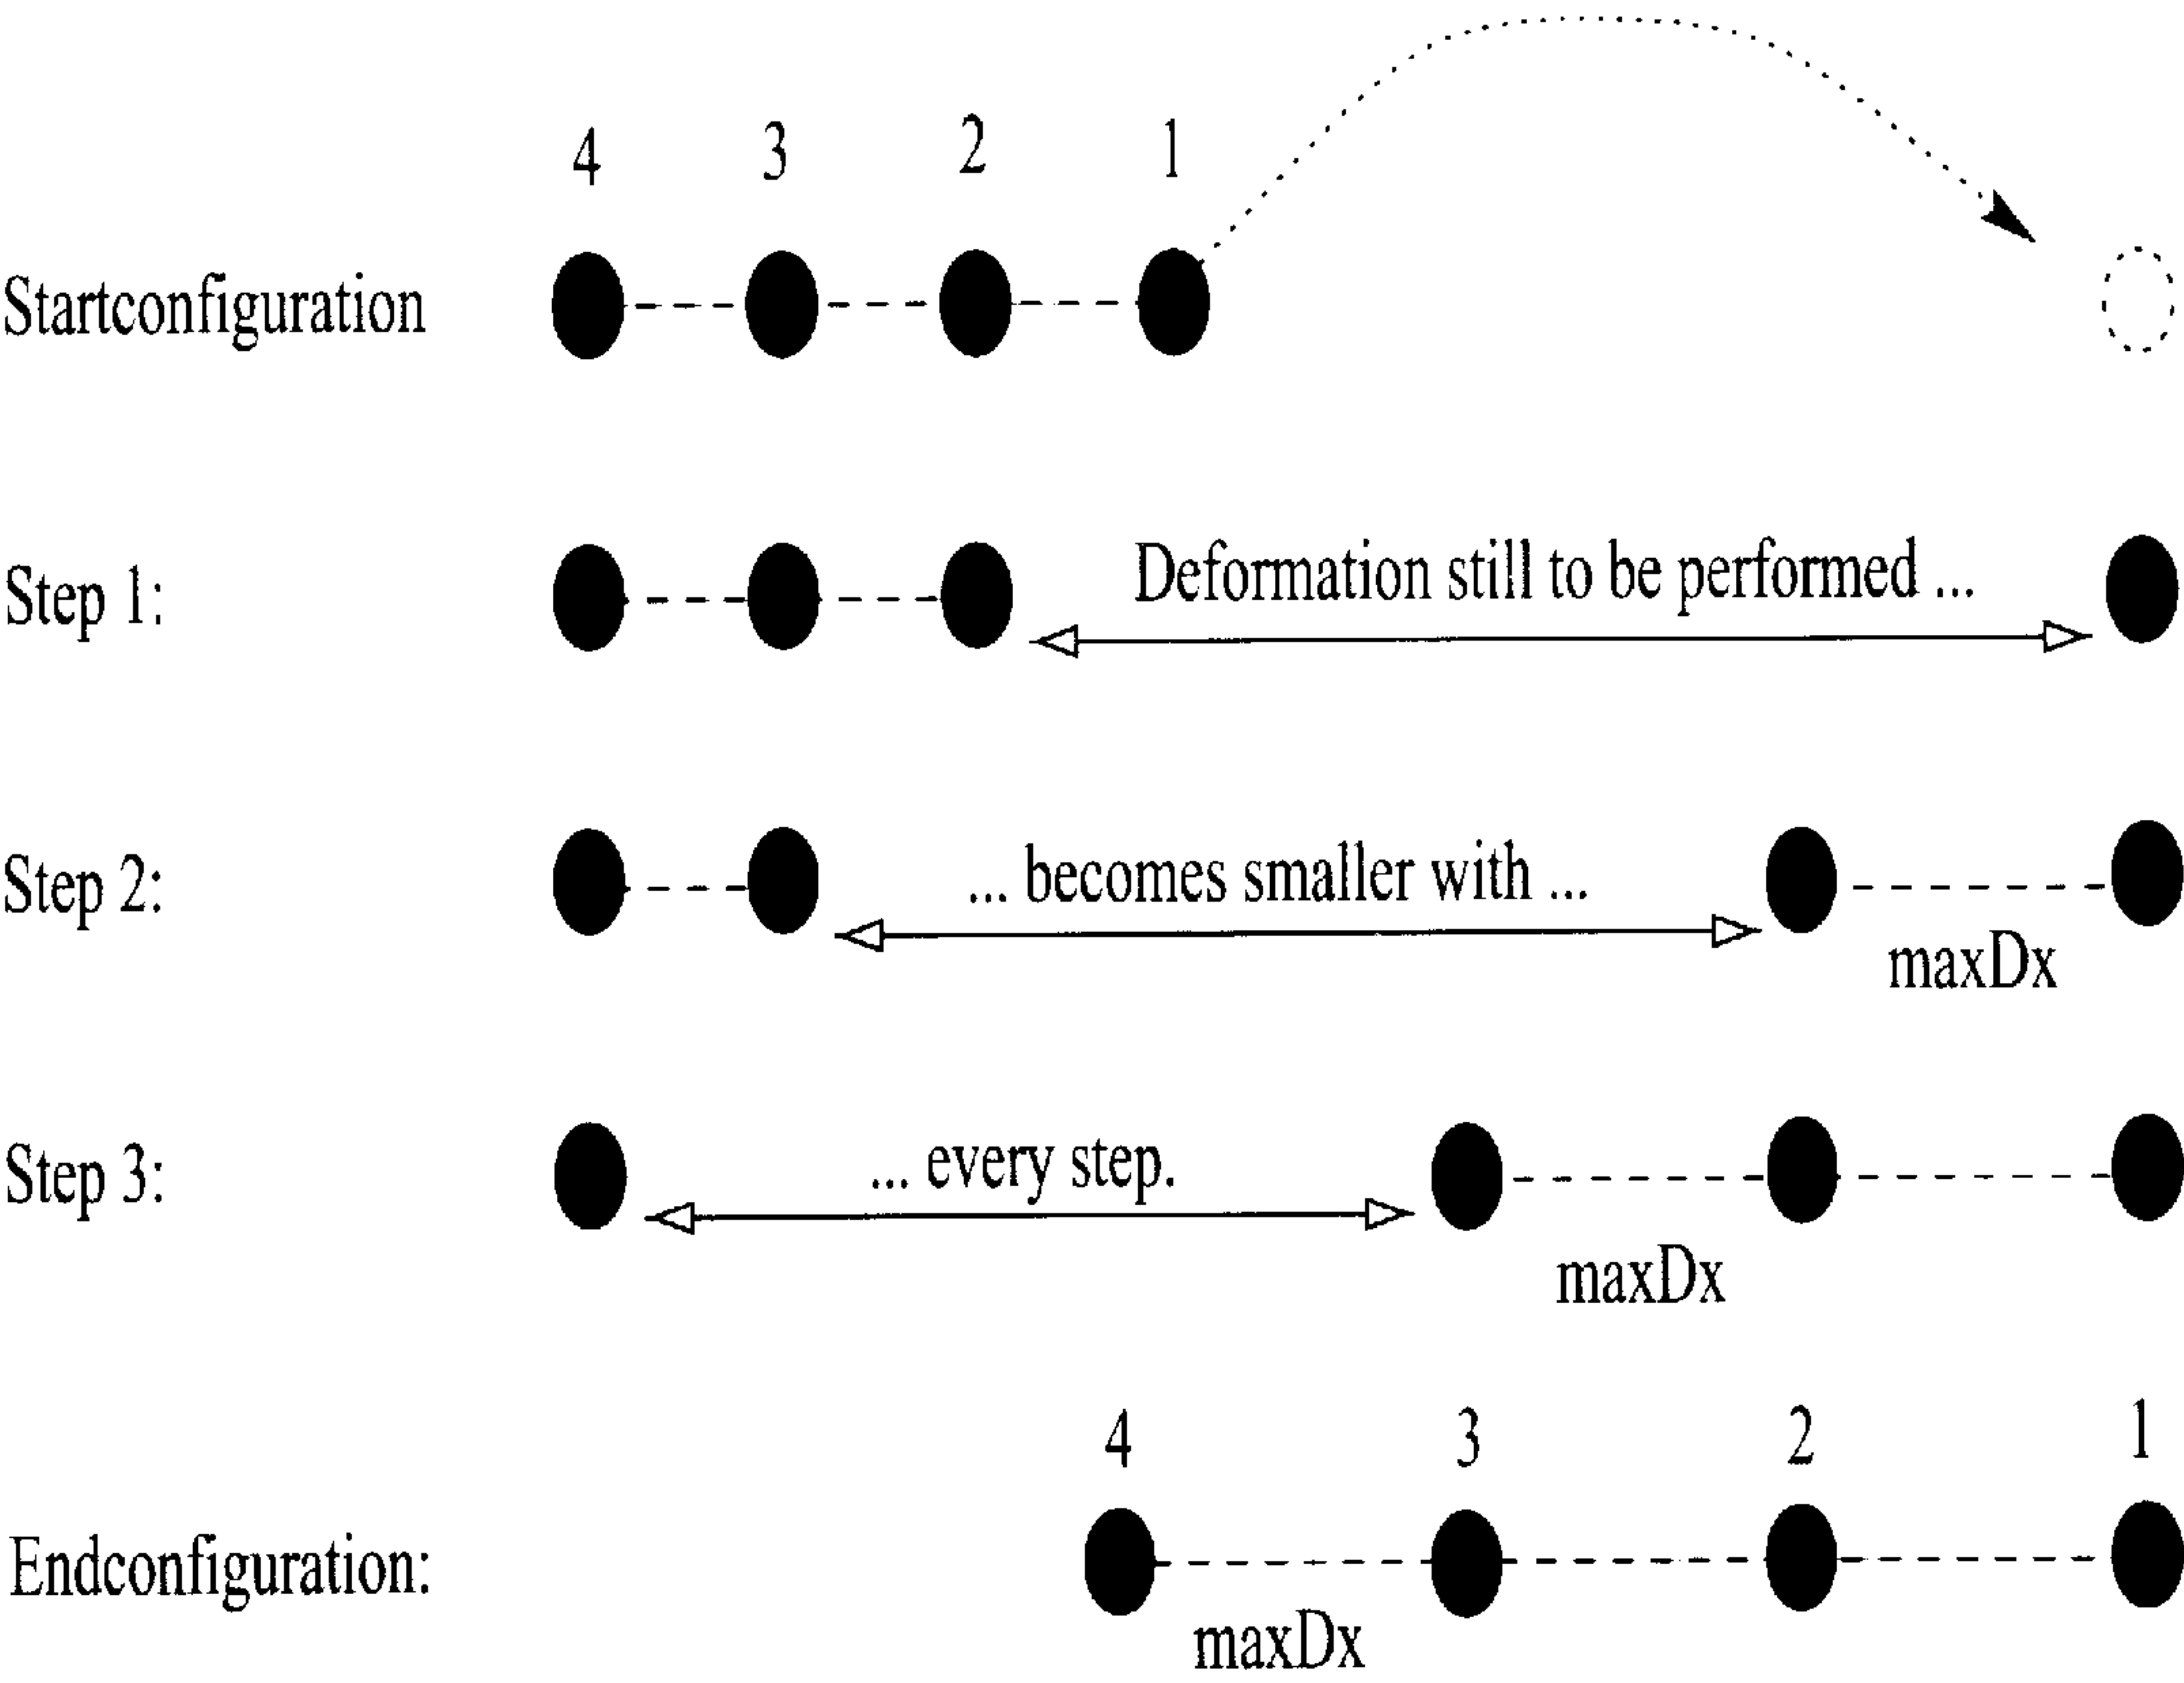 4 3 2 1
Startconfiguration
Step 1:
Deformation still to be performed ...
Step 2:
... becomes smaller with ...
maxDx
Step 3:
... every step.
maxDx
4 3 2 1
Endconfiguration:
maxDx